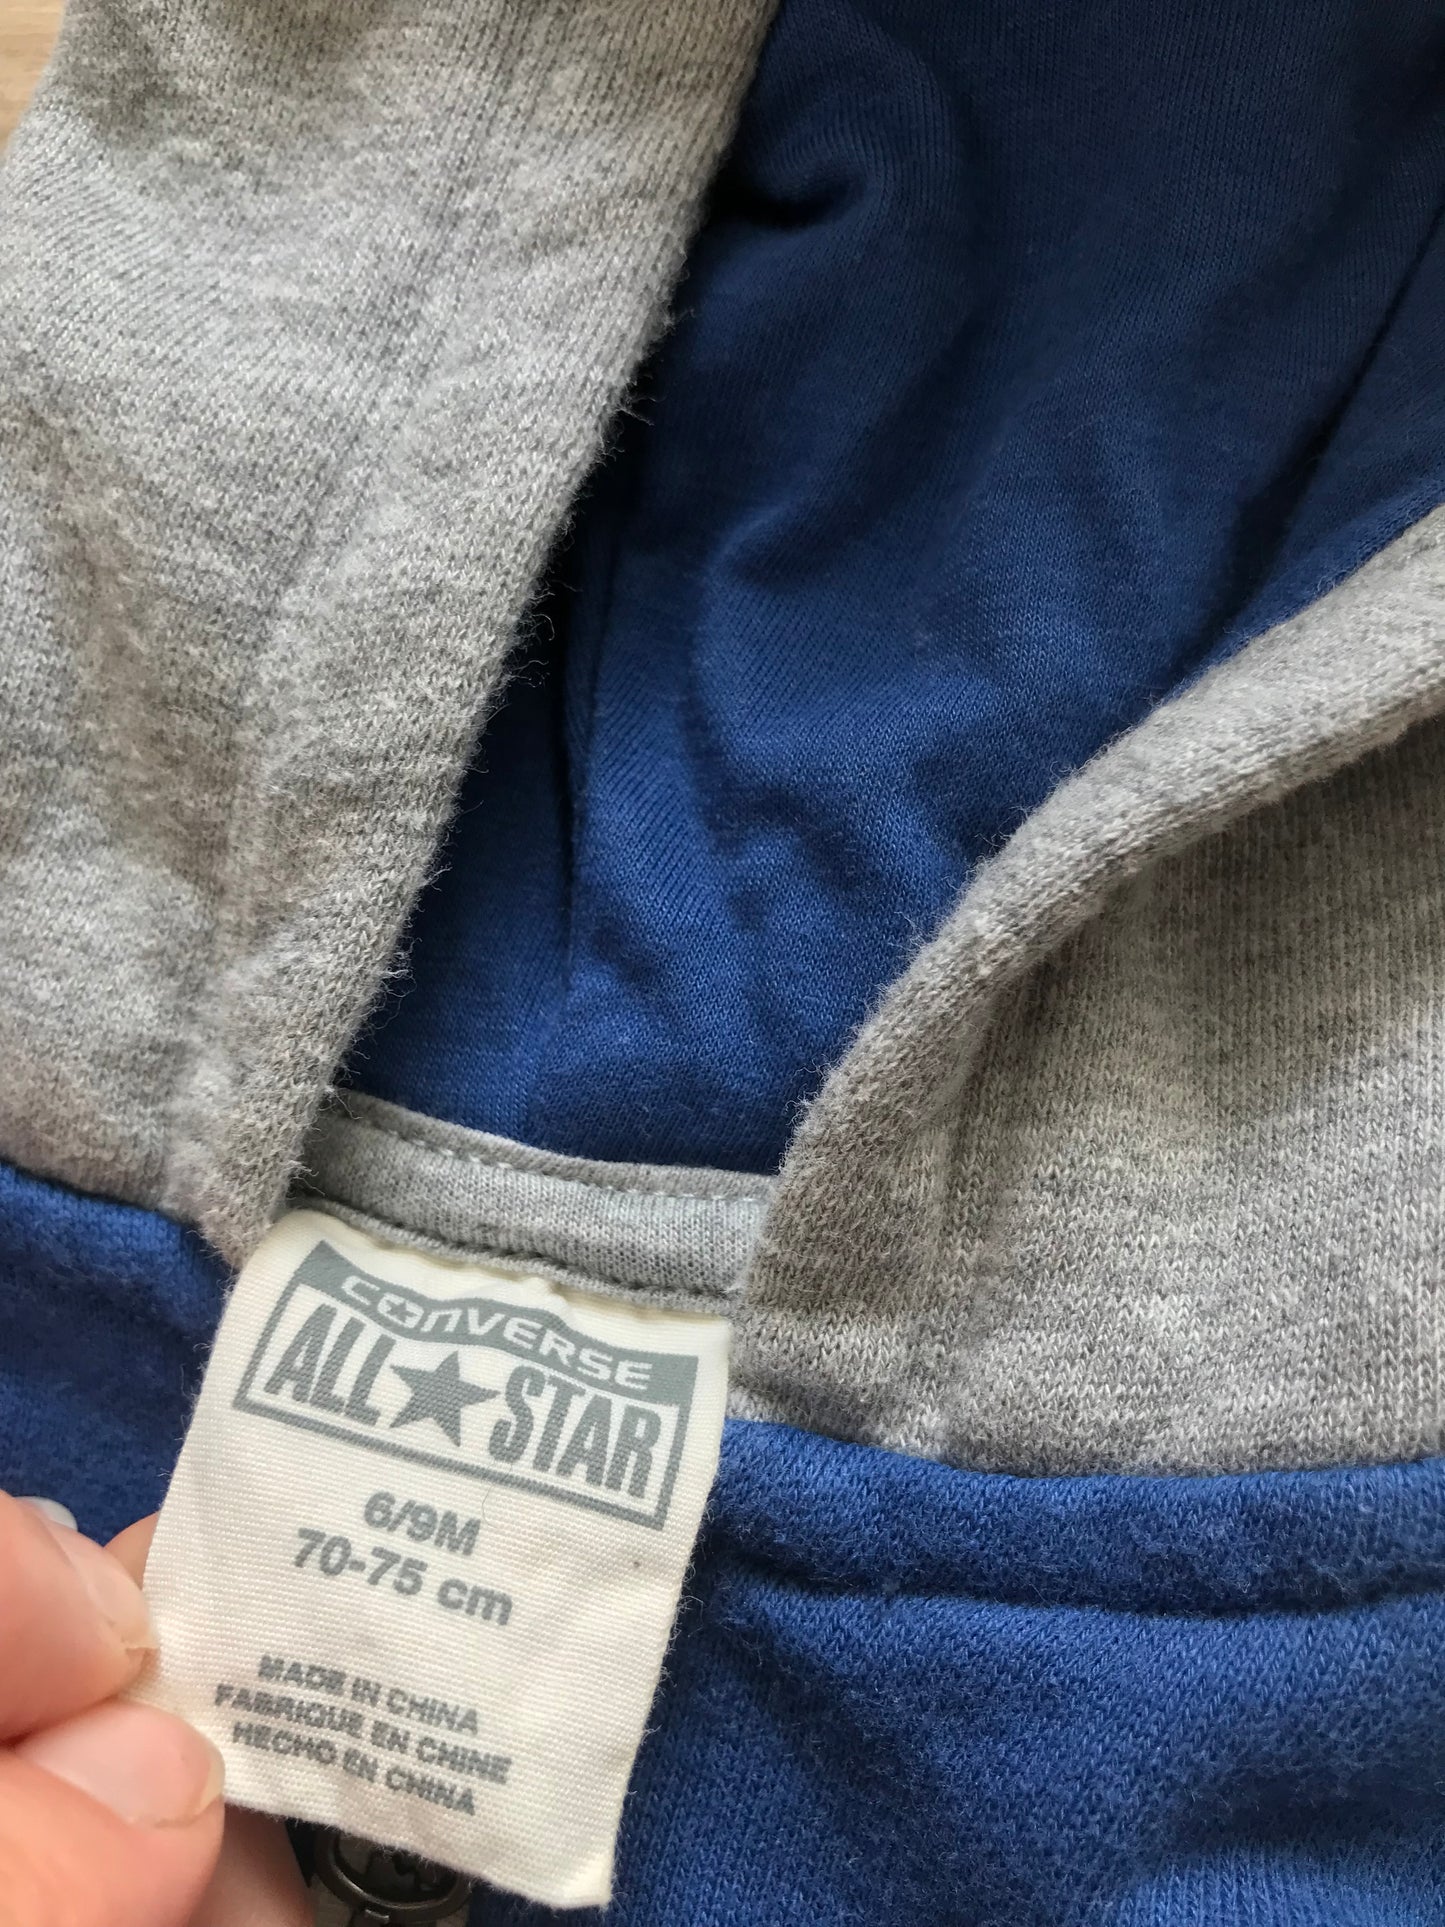 CONVERSE
ALL★STAR
6/9M
70-75 cm
MADE IN CHINA
FABRIQUE EN CHINE
HECHO EN CHINA